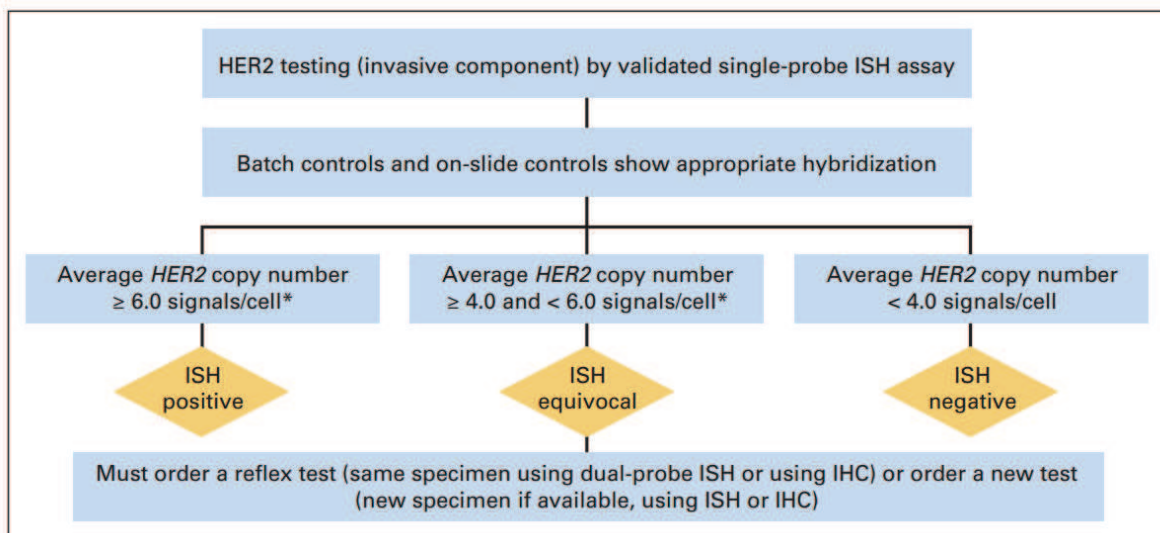 HER2 testing (invasive component) by validated single-probe ISH assay
Batch controls and on-slide controls show appropriate hybridization
Average HER2 copy number
≥ 6.0 signals/cell*
Average HER2 copy number
≥ 4.0 and < 6.0 signals/cell*
Average HER2 copy number
< 4.0 signals/cell
ISH
positive
ISH
equivocal
ISH
negative
Must order a reflex test (same specimen using dual-probe ISH or using IHC) or order a new test
(new specimen if available, using ISH or IHC)